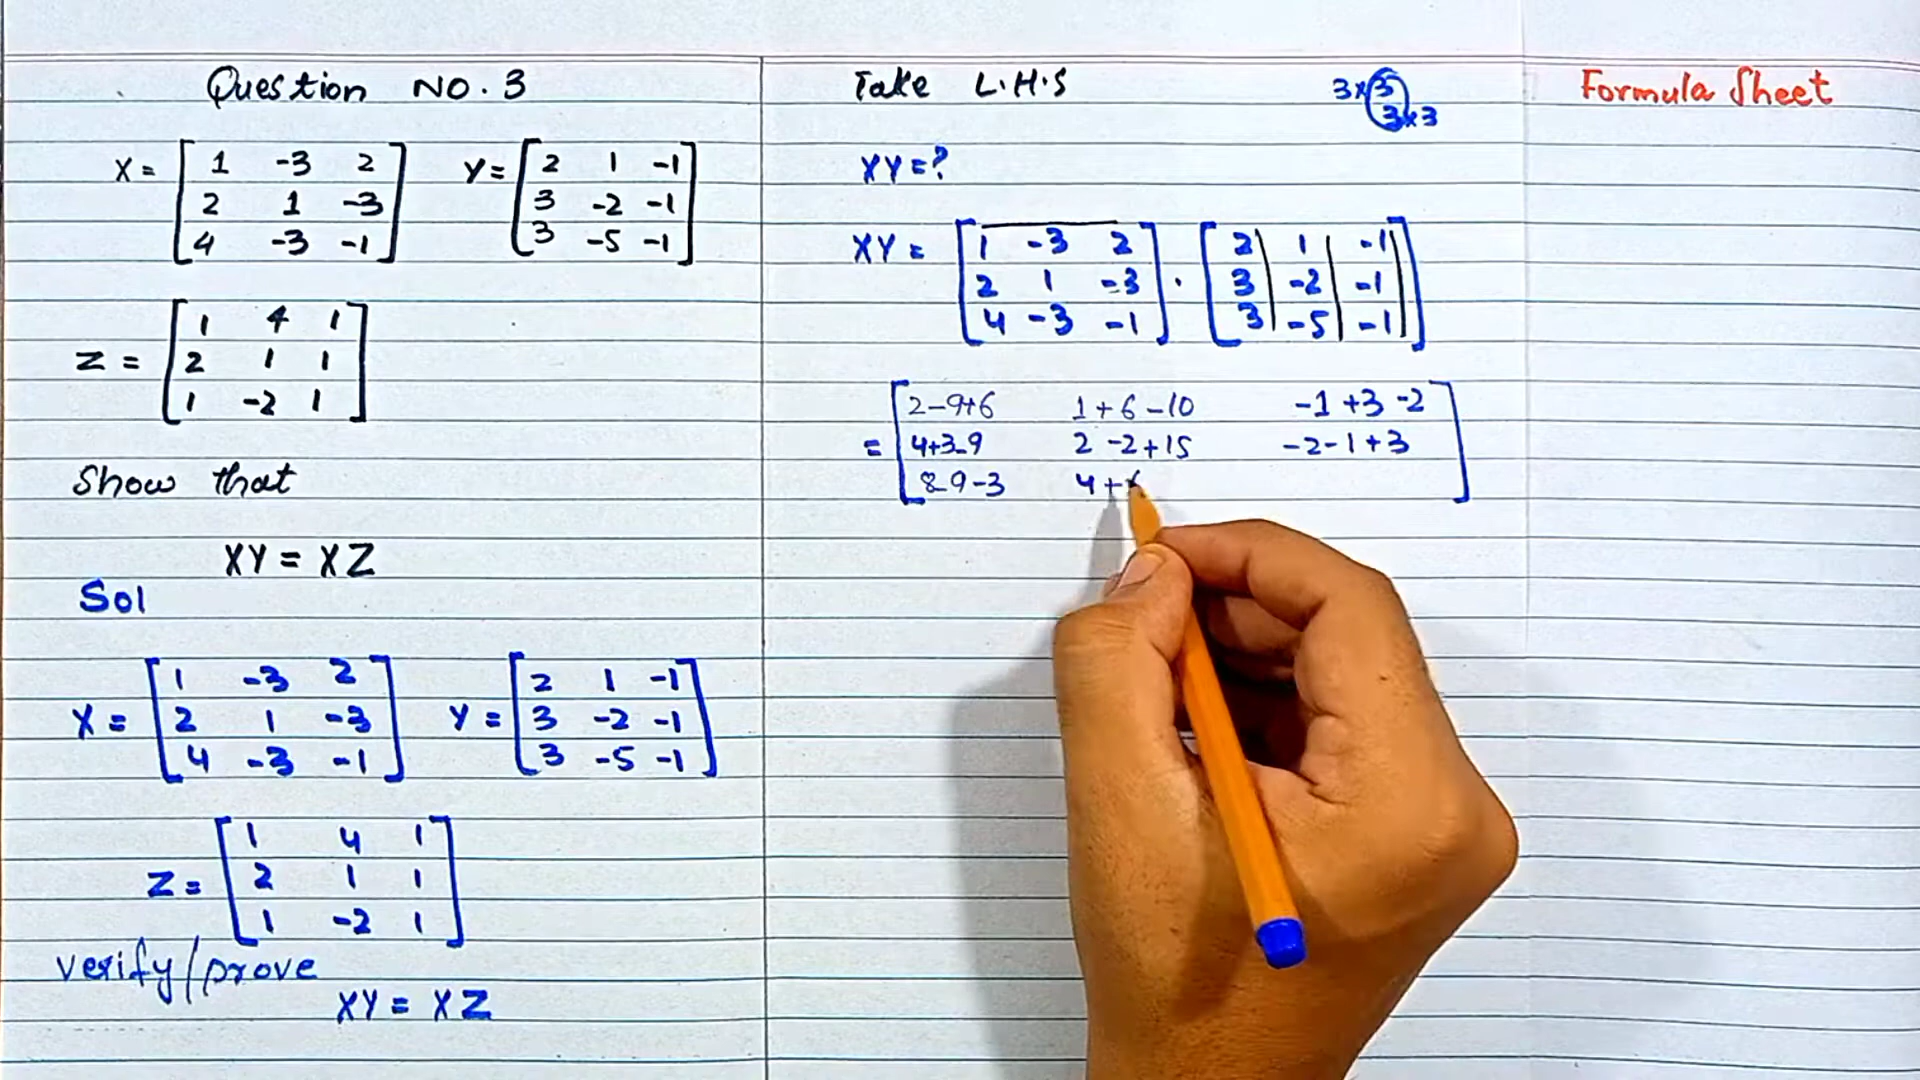 Question NO. 3
X = [ 1 -3 2
2 1 -3
4 -3 -1 ]
Y = [ 2 1 -1
3 -2 -1
3 -5 -1 ]
Z = [ 1 4 1
2 1 1
1 -2 1 ]
Show that
XY = XZ
Sol
X = [ 1 -3 2
2 1 -3
4 -3 -1 ]
Y = [ 2 1 -1
3 -2 -1
3 -5 -1 ]
Z = [ 1 4 1
2 1 1
1 -2 1 ]
verify/prove
XY = XZ
Take L.H.S
3×3
3×3
XY = ?
XY = [ 1 -3 2
2 1 -3
4 -3 -1 ] . [ 2 1 -1
3 -2 -1
3 -5 -1 ]
= [ 2-9+6 1+6-10 -1+3-2
4+3-9 2-2+15 -2-1+3
8-9-3 4+6 ]
Formula Sheet